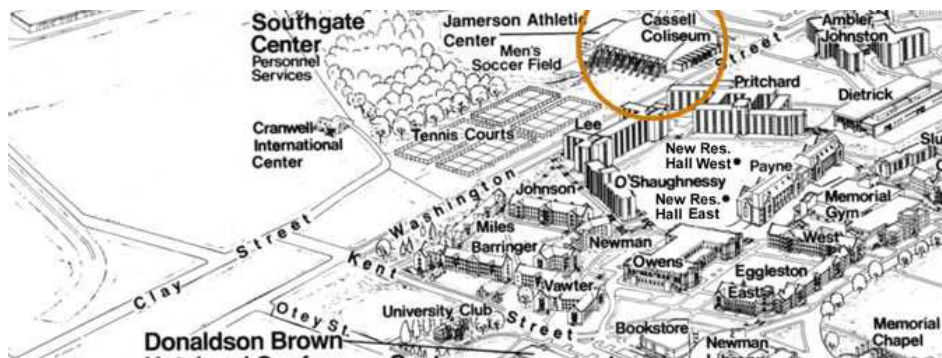 Southgate
Center
Personnel
Services
Jamerson Athletic
Center
Men's
Soccer Field
Cassell
Coliseum
Ambler
Johnston
Street
Pritchard
Dietrick
Cranwell
International
Center
Tennis Courts
Lee
New Res.
Hall West
Payne
O'Shaughnessy
New Res.
Hall East
Johnson
Washington
Memorial
Gym
Miles
Barringer
Newman
West
Clay Street
Kent
Owens
Eggleston
East
Vawter
Otey St.
University Club
Street
Bookstore
Donaldson Brown
Newman
Memorial
Chapel